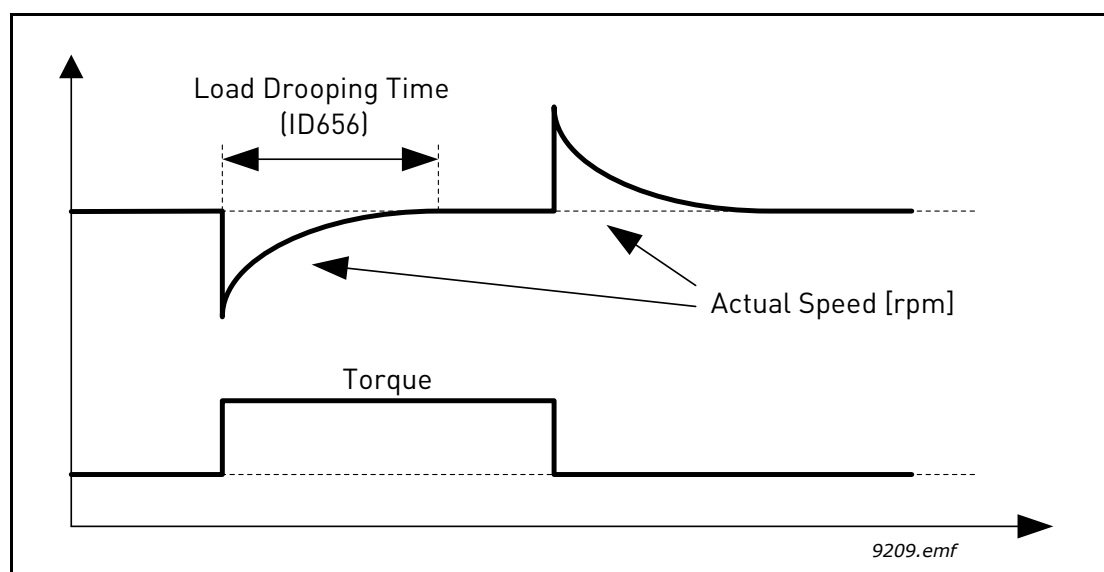 Load Drooping Time
(ID656)
Actual Speed [rpm]
Torque
9209.emf